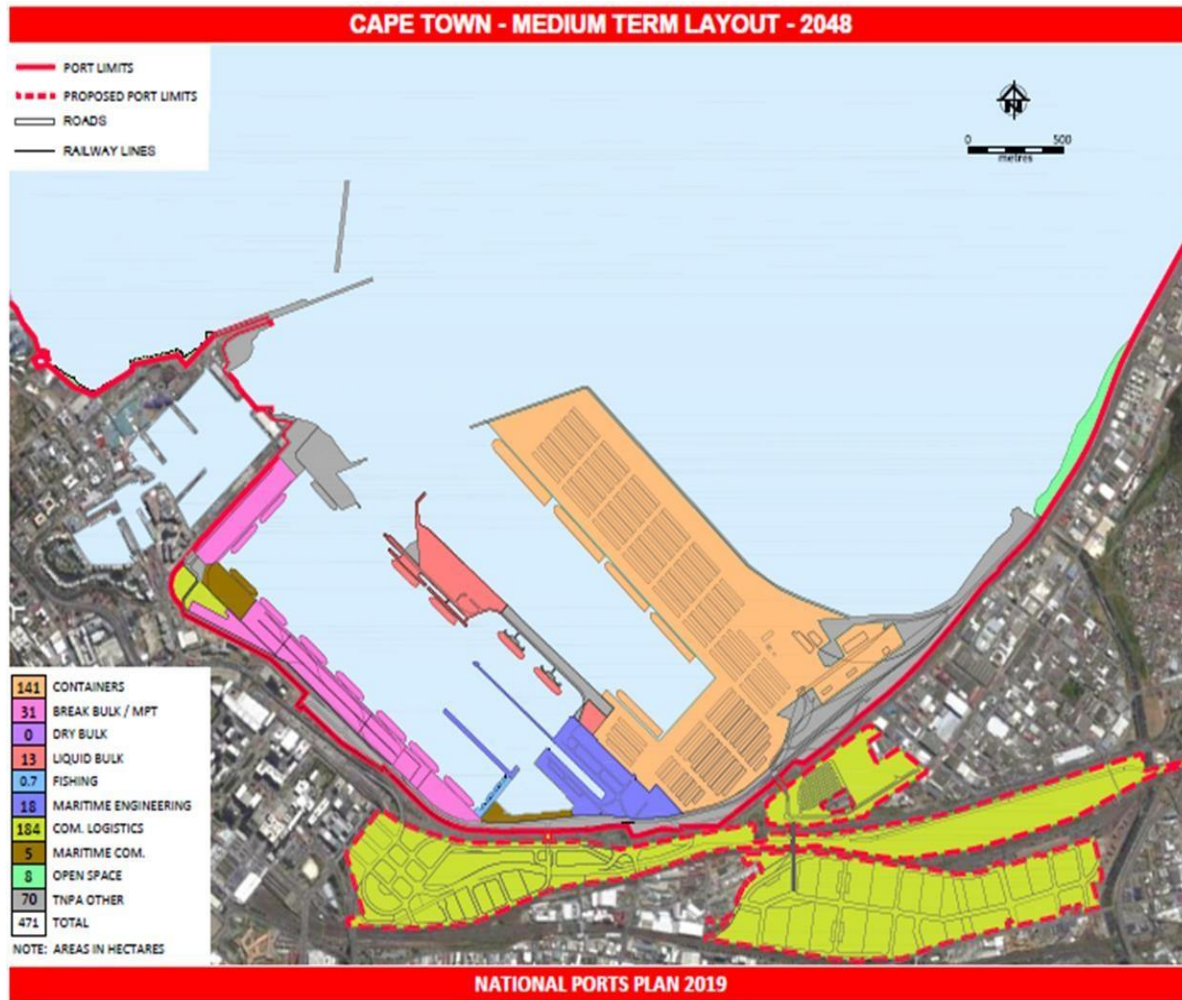 CAPE TOWN - MEDIUM TERM LAYOUT - 2048
PORT LIMITS
PROPOSED PORT LIMITS
ROADS
RAILWAY LINES
N
0 500
metres
141 CONTAINERS
31 BREAK BULK / MPT
0 DRY BULK
13 LIQUID BULK
0.7 FISHING
18 MARITIME ENGINEERING
184 COM. LOGISTICS
5 MARITIME COM.
8 OPEN SPACE
70 TNPA OTHER
471 TOTAL
NOTE: AREAS IN HECTARES
NATIONAL PORTS PLAN 2019